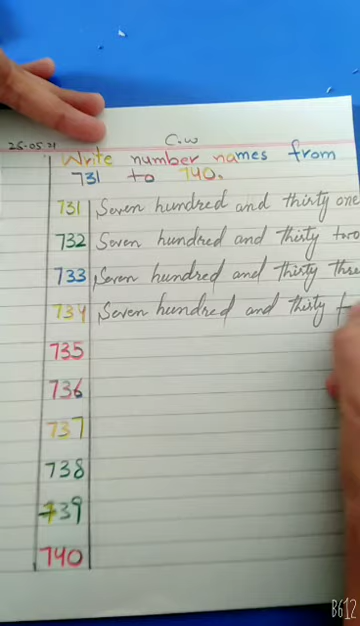 C.W
26-05-21
Write number names from
731 to 740.
731 Seven hundred and thirty one
732 Seven hundred and thirty two
733 Seven hundred and thirty thre
734 Seven hundred and thirty
735
736
737
738
739
740
B612